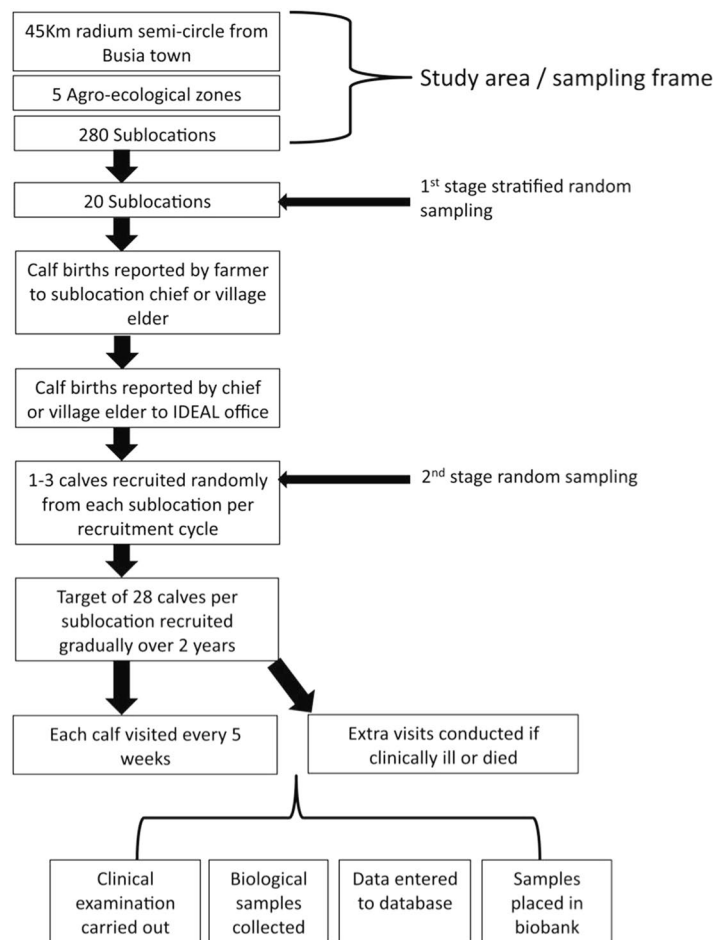 45Km radium semi-circle from
Busia town
Study area / sampling frame
5 Agro-ecological zones
280 Sublocations
20 Sublocations
1st stage stratified random
sampling
Calf births reported by farmer
to sublocation chief or village
elder
Calf births reported by chief
or village elder to IDEAL office
1-3 calves recruited randomly
from each sublocation per
recruitment cycle
2nd stage random sampling
Target of 28 calves per
sublocation recruited
gradually over 2 years
Each calf visited every 5
weeks
Extra visits conducted if
clinically ill or died
Clinical
examination
carried out
Biological
samples
collected
Data entered
to database
Samples
placed in
biobank